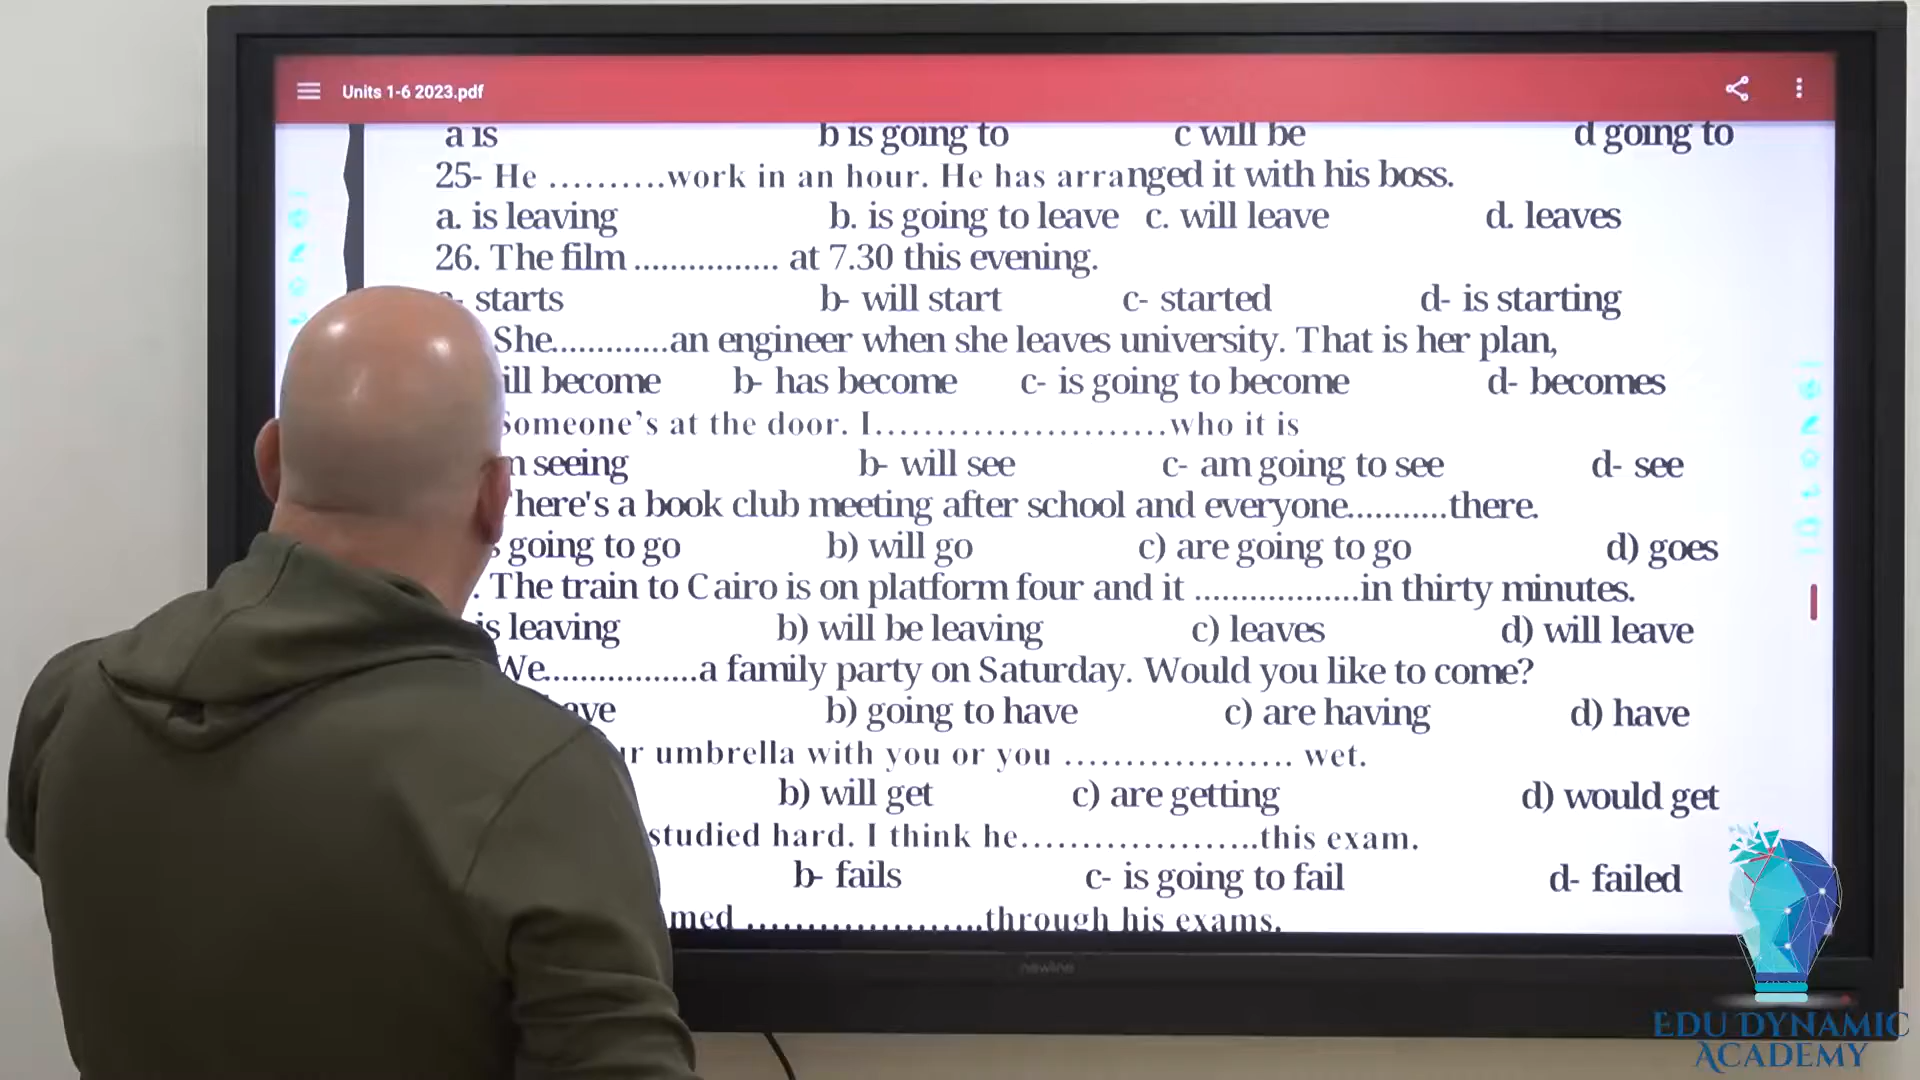 Units 1-6 2023.pdf
a is b is going to c will be d going to
25- He ..........work in an hour. He has arranged it with his boss.
a. is leaving b. is going to leave c. will leave d. leaves
26. The film ................ at 7.30 this evening.
starts b- will start c- started d- is starting
She.............an engineer when she leaves university. That is her plan,
ill become b- has become c- is going to become d- becomes
Someone's at the door. I........................who it is
seeing b- will see c- am going to see d- see
There's a book club meeting after school and everyone...........there.
going to go b) will go c) are going to go d) goes
. The train to Cairo is on platform four and it ..................in thirty minutes.
is leaving b) will be leaving c) leaves d) will leave
We.................a family party on Saturday. Would you like to come?
ave b) going to have c) are having d) have
r umbrella with you or you ................... wet.
b) will get c) are getting d) would get
studied hard. I think he....................this exam.
b- fails c- is going to fail d- failed
med ....................through his exams.
newline
EDU DYNAMIC
ACADEMY